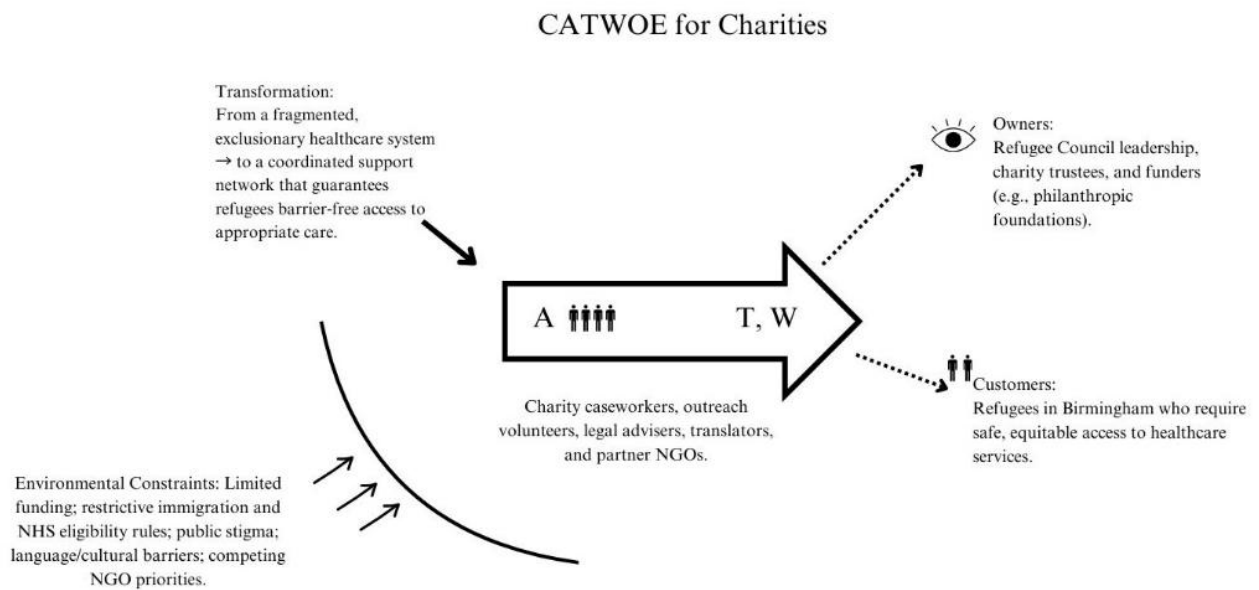 CATWOE for Charities
Transformation:
From a fragmented,
exclusionary healthcare system
→ to a coordinated support
network that guarantees
refugees barrier-free access to
appropriate care.
Owners:
Refugee Council leadership,
charity trustees, and funders
(e.g., philanthropic
foundations).
A
T, W
Charity caseworkers, outreach
volunteers, legal advisers, translators,
and partner NGOs.
Customers:
Refugees in Birmingham who require
safe, equitable access to healthcare
services.
Environmental Constraints: Limited
funding; restrictive immigration and
NHS eligibility rules; public stigma;
language/cultural barriers; competing
NGO priorities.